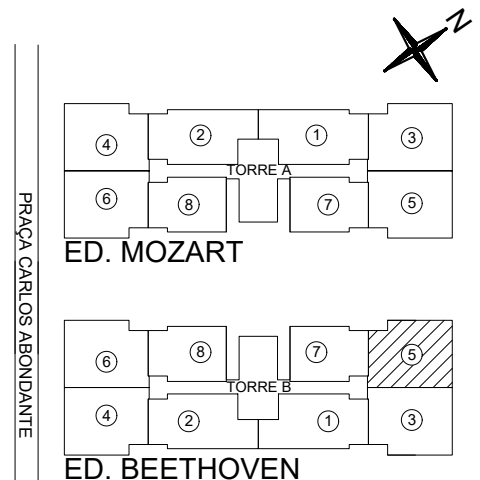 N
PRAÇA CARLOS ABONDANTE
4 2 1 3
TORRE A
6 8 7 5
ED. MOZART
6 8 7 5
TORRE B
4 2 1 3
ED. BEETHOVEN